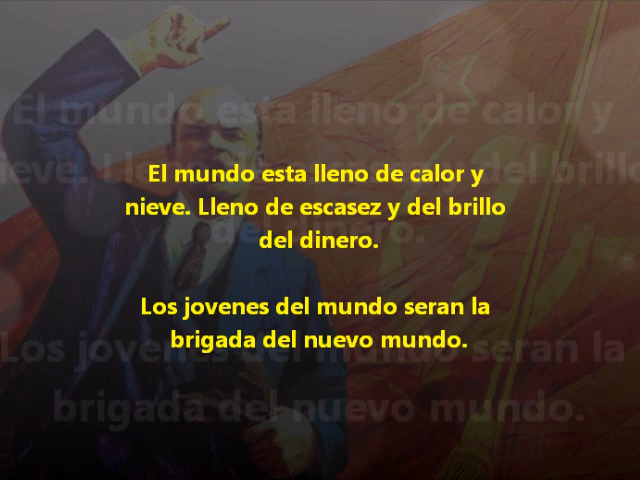 El mundo esta lleno de calor y
nieve. Lleno de escasez y del brillo
del dinero.
Los jovenes del mundo seran la
brigada del nuevo mundo.